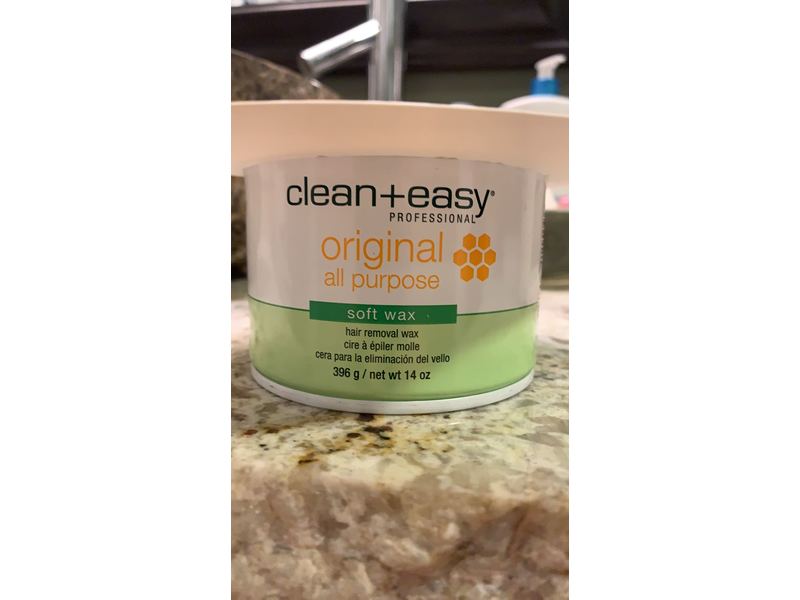 clean+easy®
PROFESSIONAL
original
all purpose
soft wax
hair removal wax
cire à épiler molle
cera para la eliminación del vello
396 g / net wt 14 oz